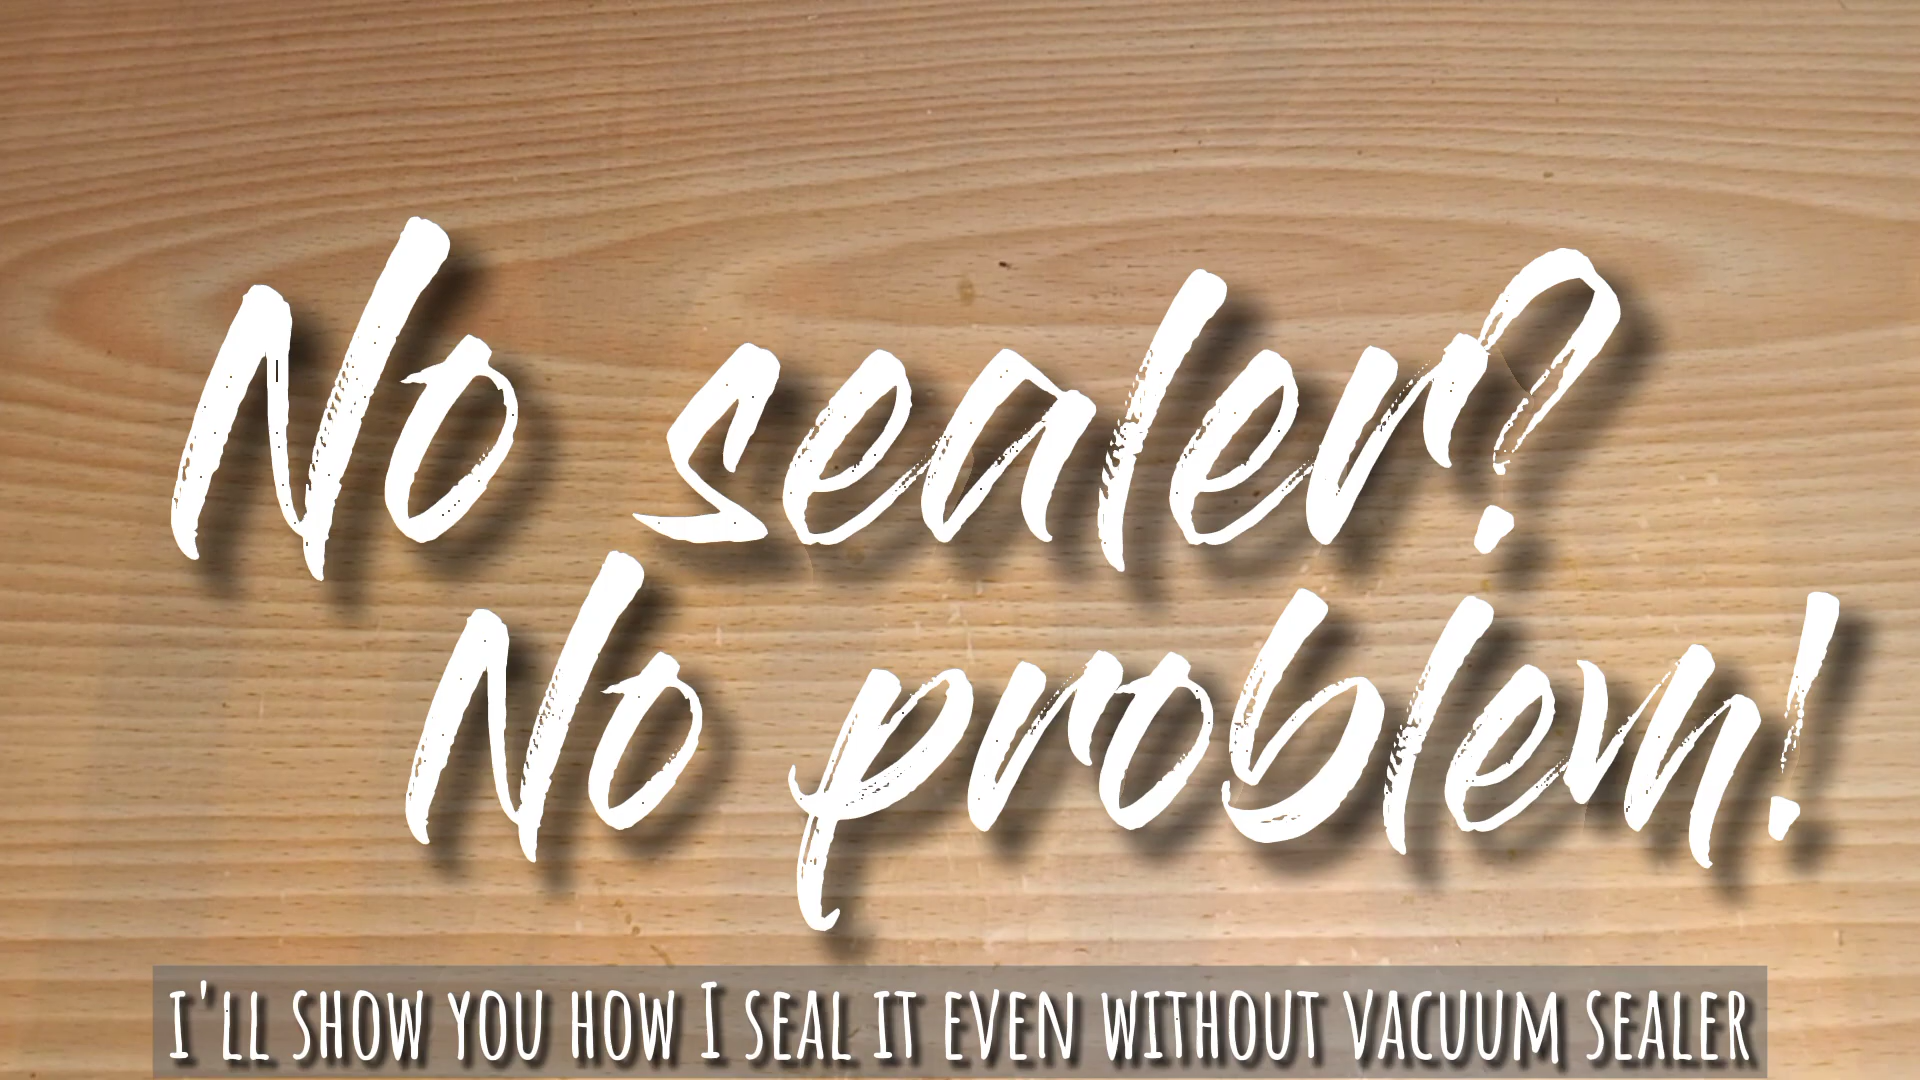 No sealer?
No problem!
i'll show you how I seal it even without vacuum sealer